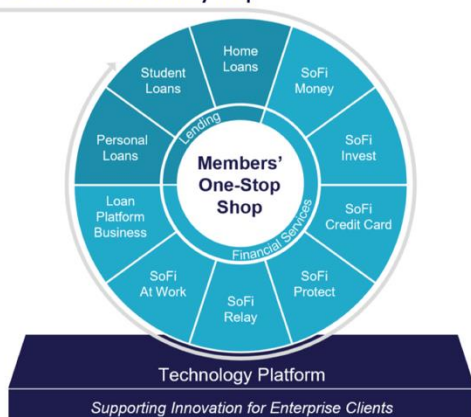 Home
Loans
SoFi
Money
SoFi
Invest
SoFi
Credit Card
SoFi
Protect
SoFi
Relay
SoFi
At Work
Loan
Platform
Business
Personal
Loans
Student
Loans
Lending
Financial Services
Members'
One-Stop
Shop
Technology Platform
Supporting Innovation for Enterprise Clients